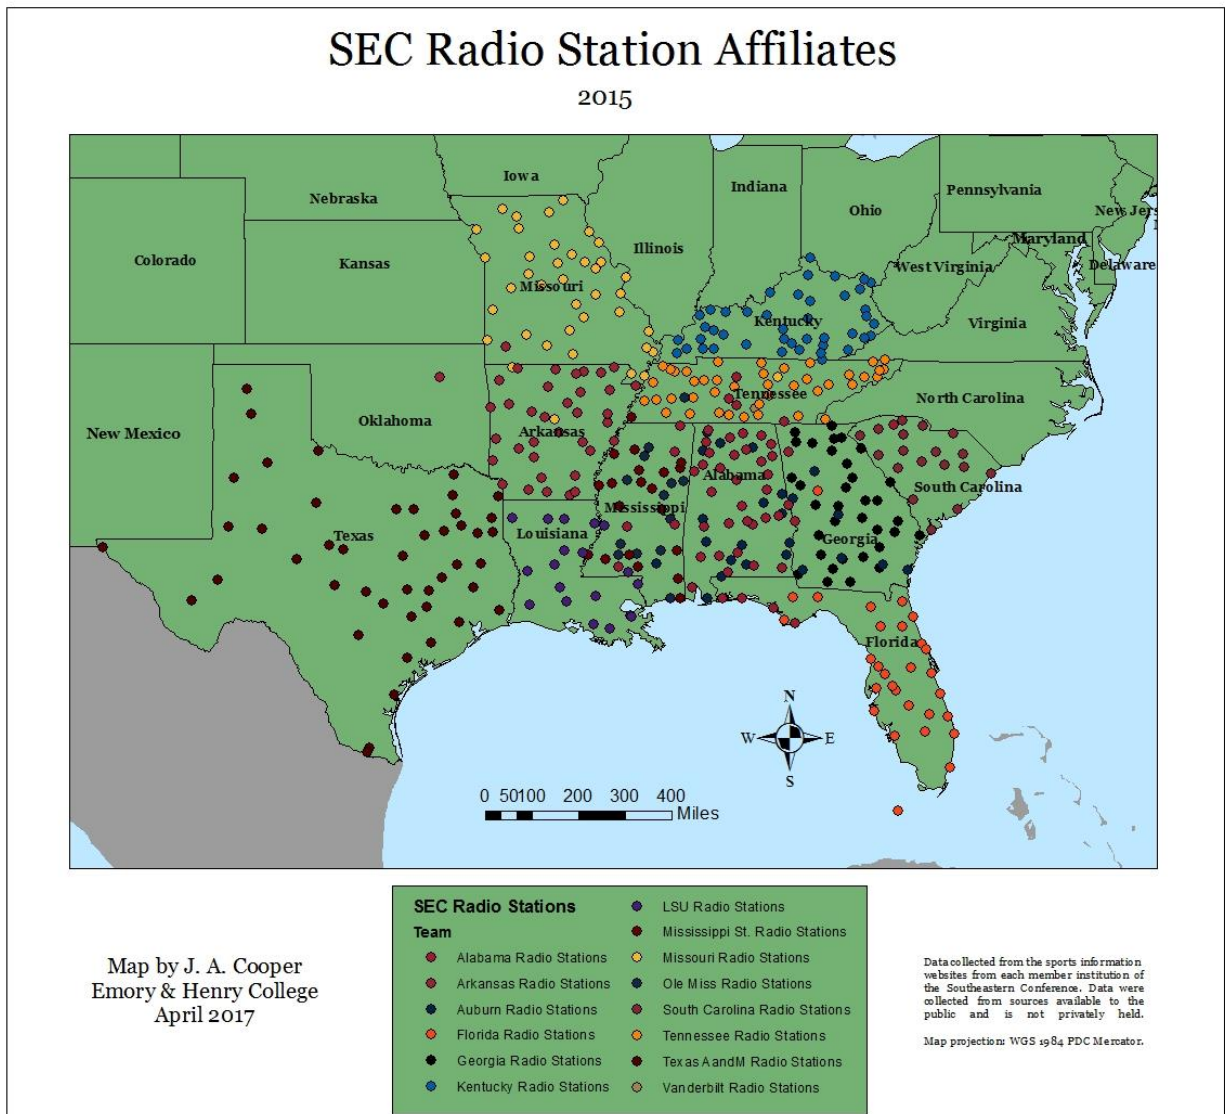 SEC Radio Station Affiliates
2015
Iowa
Nebraska
Indiana
Pennsylvania
Ohio
New Jers
Illinois
Maryland
Colorado
Kansas
West Virginia
Delaware
Missouri
Kentucky
Virginia
Tennessee
North Carolina
Oklahoma
New Mexico
Arkansas
Alabama
South Carolina
Mississippi
Texas
Louisiana
Georgia
Florida
N
W E
S
0 50100 200 300 400
Miles
SEC Radio Stations
Team
Alabama Radio Stations
Arkansas Radio Stations
Auburn Radio Stations
Florida Radio Stations
Georgia Radio Stations
Kentucky Radio Stations
LSU Radio Stations
Mississippi St. Radio Stations
Missouri Radio Stations
Ole Miss Radio Stations
South Carolina Radio Stations
Tennessee Radio Stations
Texas AandM Radio Stations
Vanderbilt Radio Stations
Map by J. A. Cooper
Emory & Henry College
April 2017
Data collected from the sports information
websites from each member institution of
the Southeastern Conference. Data were
collected from sources available to the
public and is not privately held.
Map projection: WGS 1984 PDC Mercator.